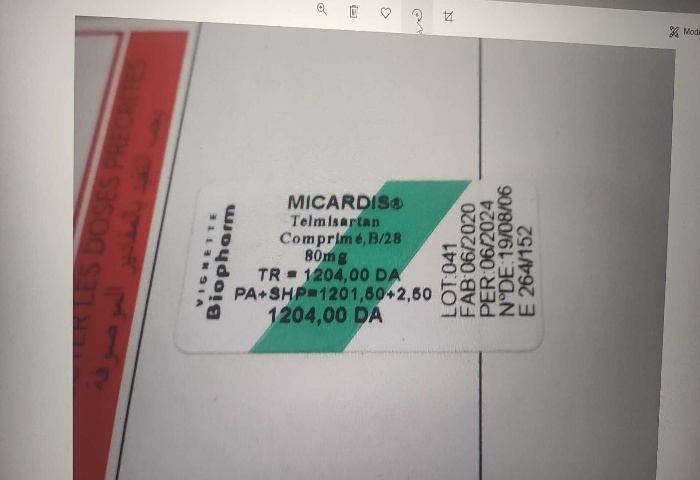 Modi
RESPECTER LES DOSES PRESCRITES
VIGNETTE
Biopharm
MICARDIS®
Telmisartan
Comprimé,B/28
80mg
TR = 1204,00 DA
PA+SHP=1201,50+2,50
1204,00 DA
LOT:041
FAB:06/2020
PER:06/2024
N°DE:19/08/06
E 264/152